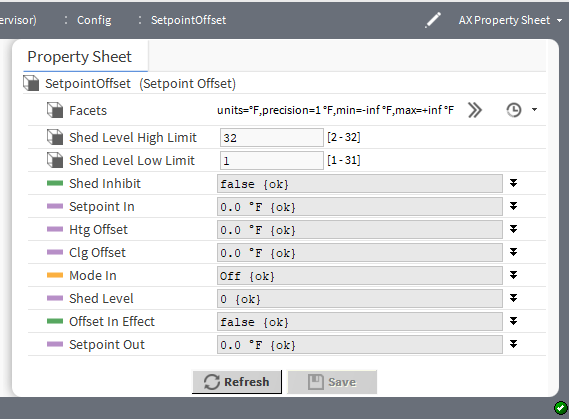 ervisor) : Config : SetpointOffset AX Property Sheet
Property Sheet
SetpointOffset (Setpoint Offset)
Facets units=°F,precision=1 °F,min=-inf °F,max=+inf °F
Shed Level High Limit 32 [2 - 32]
Shed Level Low Limit 1 [1 - 31]
Shed Inhibit false {ok}
Setpoint In 0.0 °F {ok}
Htg Offset 0.0 °F {ok}
Clg Offset 0.0 °F {ok}
Mode In Off {ok}
Shed Level 0 {ok}
Offset In Effect false {ok}
Setpoint Out 0.0 °F {ok}
Refresh Save